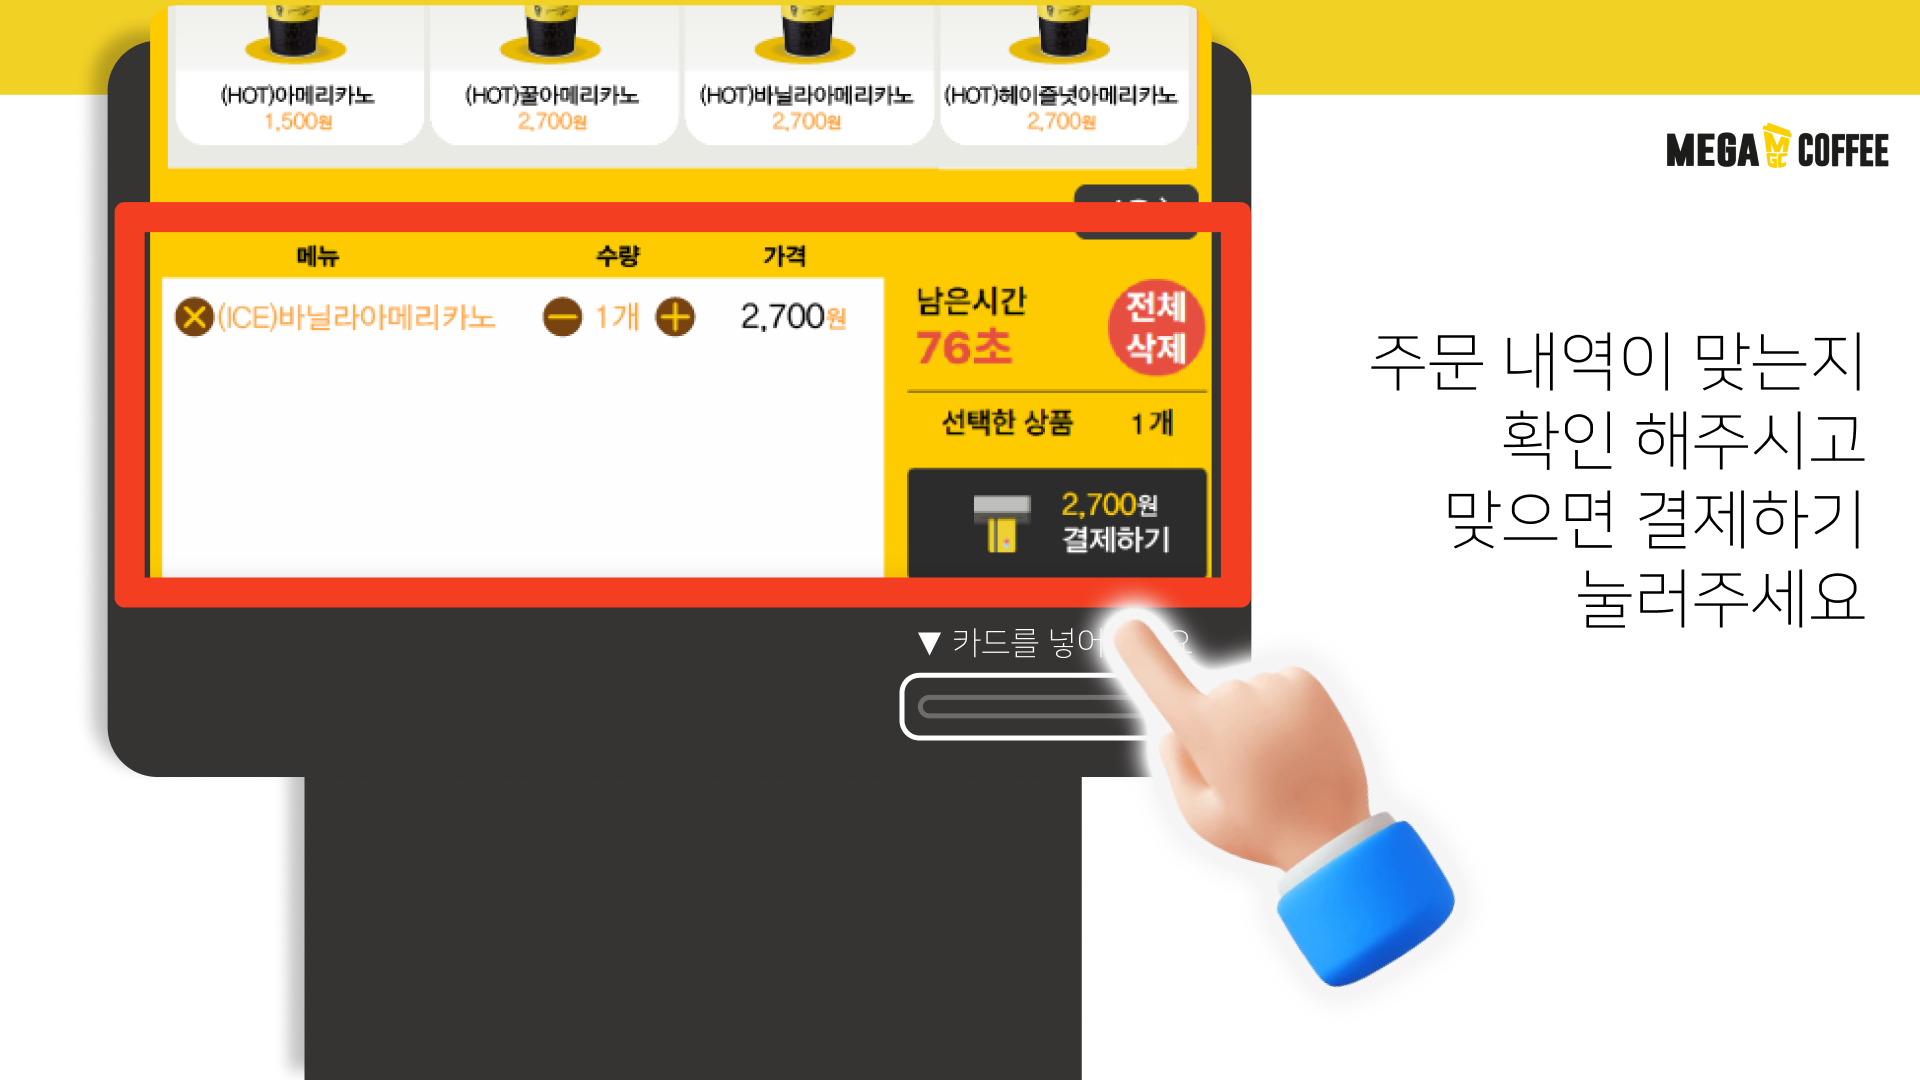 (HOT)아메리카노
1,500원
(HOT)꿀아메리카노
2,700원
(HOT)바닐라아메리카노
2,700원
(HOT)헤이즐넛아메리카노
2,700원
MEGA MGC COFFEE
메뉴 수량 가격
(ICE)바닐라아메리카노 1개 2,700원
남은시간
76초
전체
삭제
선택한 상품 1개
2,700원
결제하기
▼ 카드를 넣어 요
주문 내역이 맞는지
확인 해주시고
맞으면 결제하기
눌러주세요